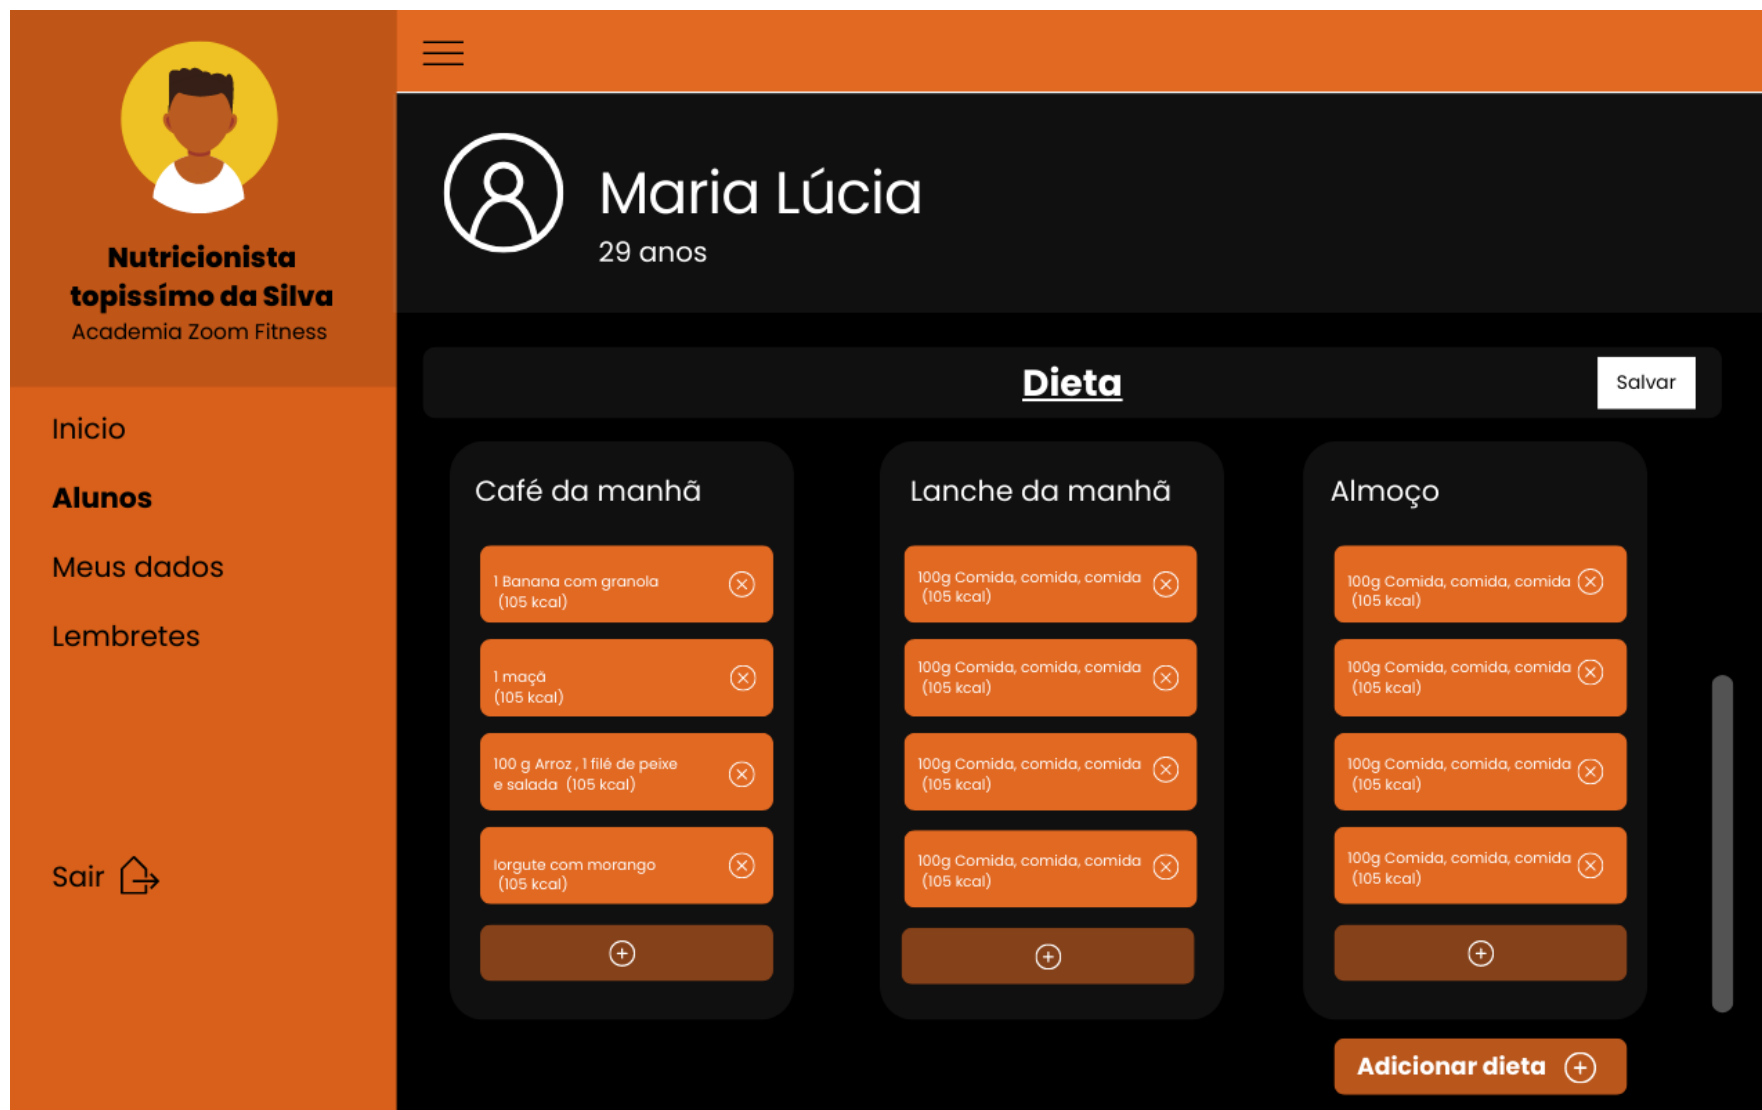 Nutricionista
topissímo da Silva
Academia Zoom Fitness
Inicio
Alunos
Meus dados
Lembretes
Sair
Maria Lúcia
29 anos
Dieta
Salvar
Café da manhã
1 Banana com granola
(105 kcal)
1 maçã
(105 kcal)
100 g Arroz , 1 filé de peixe
e salada (105 kcal)
Iorgute com morango
(105 kcal)
Lanche da manhã
100g Comida, comida, comida
(105 kcal)
100g Comida, comida, comida
(105 kcal)
100g Comida, comida, comida
(105 kcal)
100g Comida, comida, comida
(105 kcal)
Almoço
100g Comida, comida, comida
(105 kcal)
100g Comida, comida, comida
(105 kcal)
100g Comida, comida, comida
(105 kcal)
100g Comida, comida, comida
(105 kcal)
Adicionar dieta